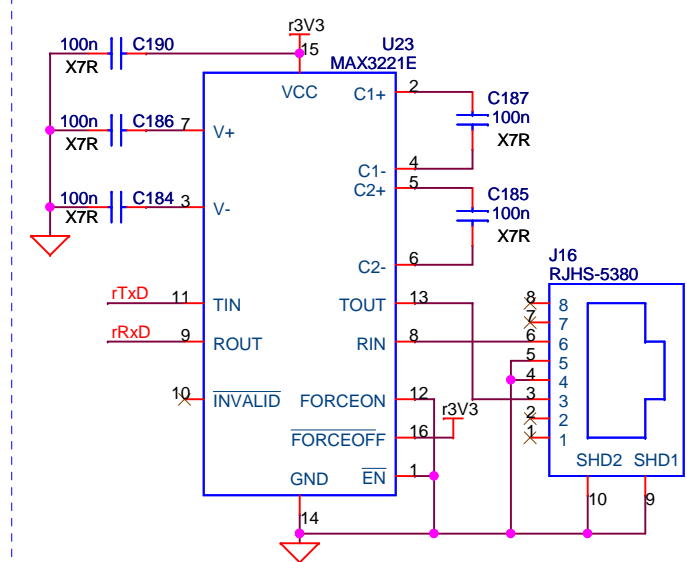 r3V3
100n C190
X7R
15
U23
MAX3221E
VCC
C1+ 2
C187
100n
X7R
100n C186 7 V+
X7R
C1- 4
C2+ 5
100n C184 3 V-
X7R
C185
100n
X7R
C2- 6
J16
RJHS-5380
rTxD 11 TIN
TOUT 13
8 8
7 7
rRxD 9 ROUT
RIN 8
6 6
5 5
4 4
10 INVALID
FORCEON 12
3 3
r3V3
2 2
FORCEOFF 16
1 1
SHD2 SHD1
GND
EN 1
10 9
14